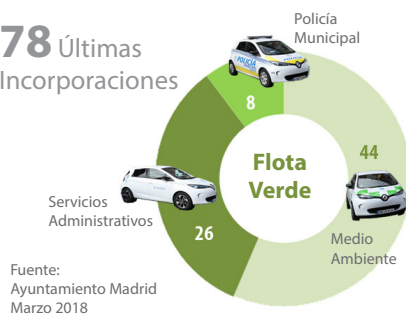 78 Últimas
Incorporaciones
Policía
Municipal
POLICÍA
8
44
Flota
Verde
Servicios
Administrativos
26
Medio
Ambiente
Fuente:
Ayuntamiento Madrid
Marzo 2018